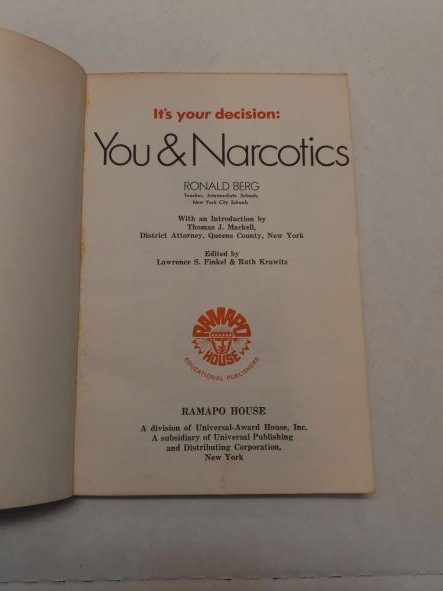 It's your decision:
You & Narcotics
RONALD BERG
Teacher, Intermediate Schools,
New York City Schools
With an Introduction by
Thomas J. Mackell,
District Attorney, Queens County, New York
Edited by
Lawrence S. Finkel & Ruth Krawitz
RAMAPO
HOUSE
EDUCATIONAL PUBLISHERS
RAMAPO HOUSE
A division of Universal-Award House, Inc.
A subsidiary of Universal Publishing
and Distributing Corporation,
New York